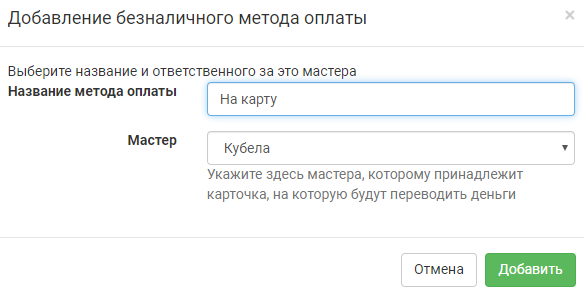 Добавление безналичного метода оплаты
×
Выберите название и ответственного за это мастера
Название метода оплаты
На карту
Мастер
Кубела
Укажите здесь мастера, которому принадлежит
карточка, на которую будут переводить деньги
Отмена
Добавить